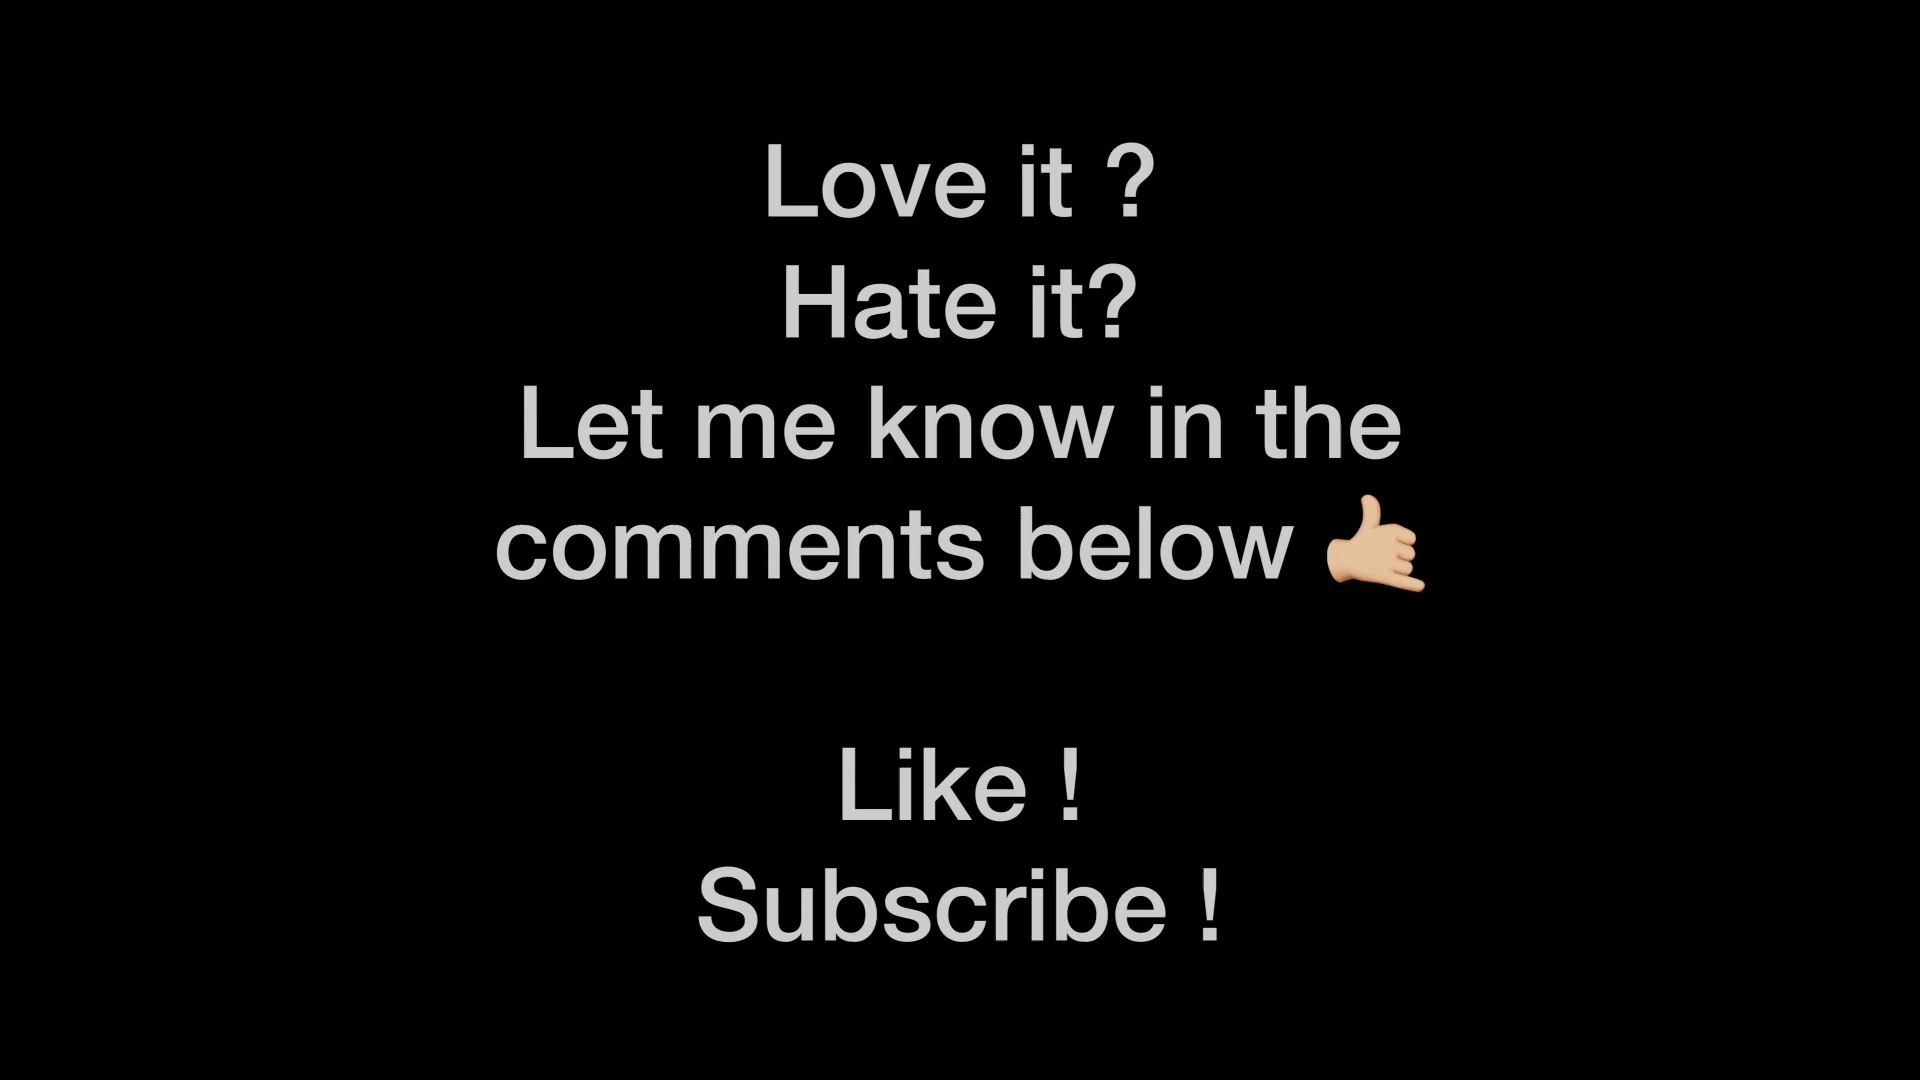 Love it ?
Hate it?
Let me know in the
comments below 🤙🏼
Like !
Subscribe !